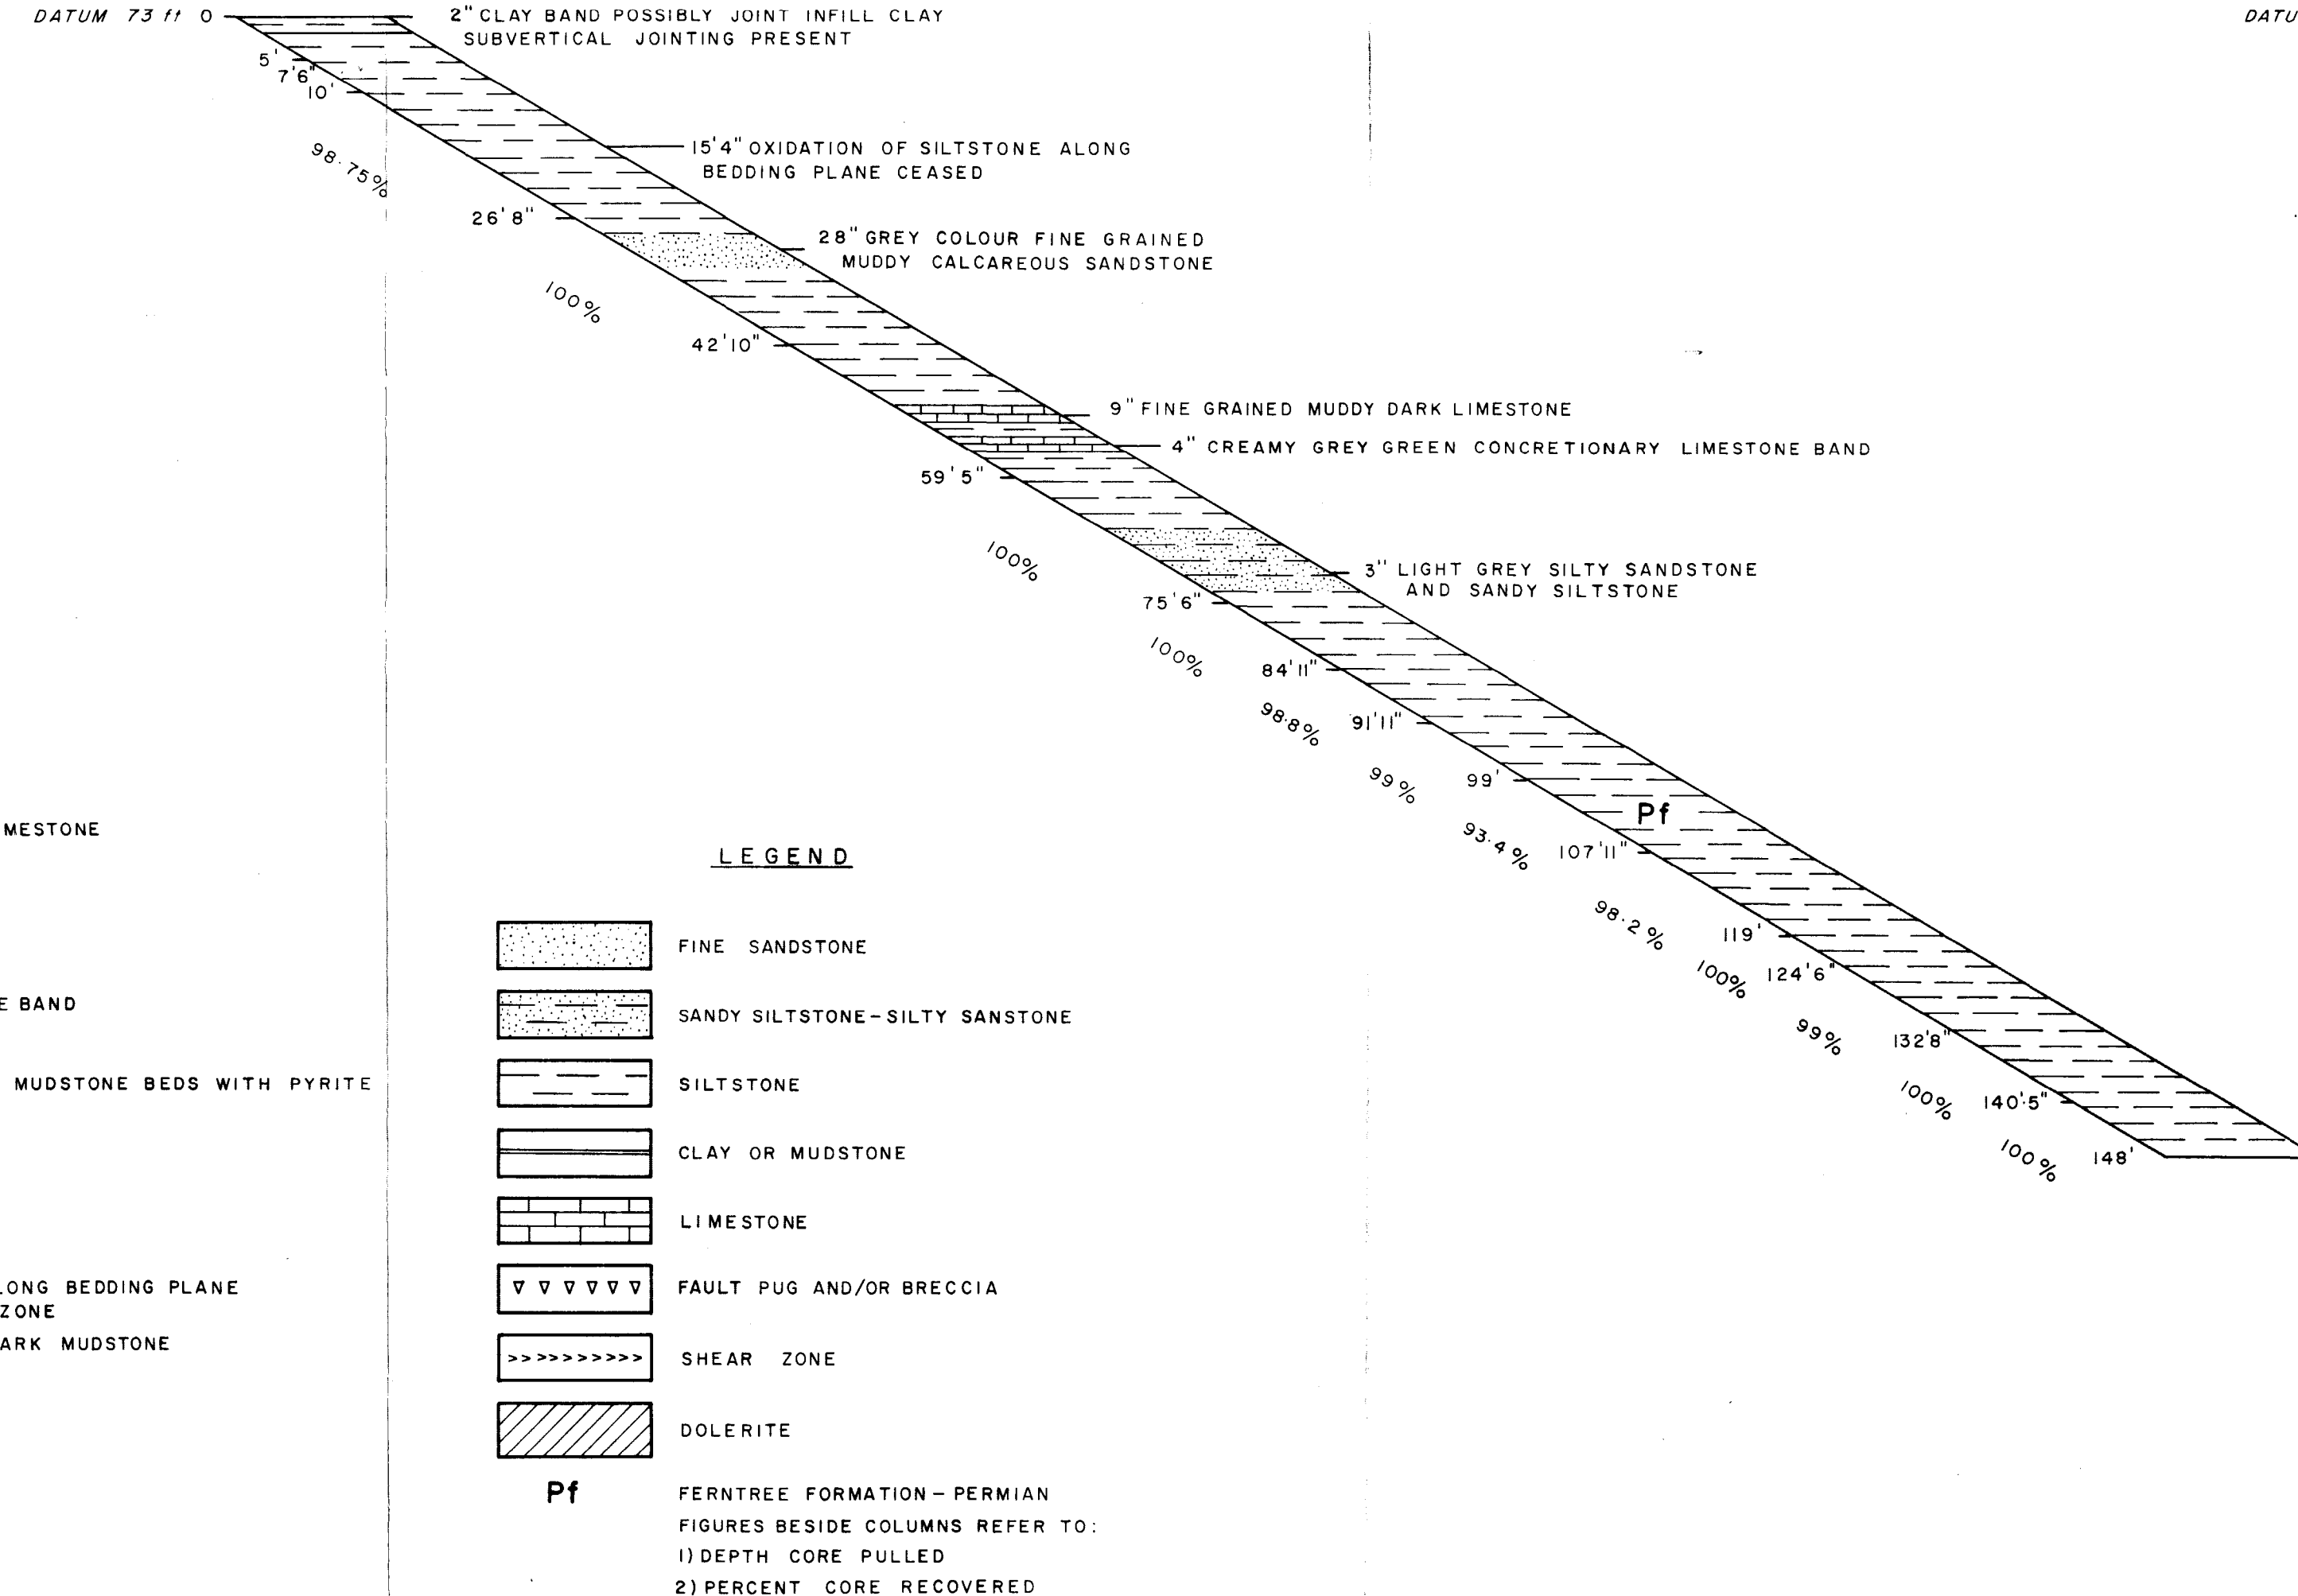 DATUM 73 ft 0
2" CLAY BAND POSSIBLY JOINT INFILL CLAY
SUBVERTICAL JOINTING PRESENT
DATU
5'
7'6"
10'
98·75%
15'4" OXIDATION OF SILTSTONE ALONG
BEDDING PLANE CEASED
26'8"
28" GREY COLOUR FINE GRAINED
MUDDY CALCAREOUS SANDSTONE
100%
42'10"
9" FINE GRAINED MUDDY DARK LIMESTONE
4" CREAMY GREY GREEN CONCRETIONARY LIMESTONE BAND
59'5"
100%
3" LIGHT GREY SILTY SANDSTONE
AND SANDY SILTSTONE
75'6"
100%
84'11"
98·8%
91'11"
99%
99'
Pf
93·4%
107'11"
98·2%
119'
100%
124'6"
99%
132'8"
100%
140'·5"
100%
148'
MESTONE
E BAND
MUDSTONE BEDS WITH PYRITE
LONG BEDDING PLANE
ZONE
ARK MUDSTONE
LEGEND
FINE SANDSTONE
SANDY SILTSTONE-SILTY SANSTONE
SILTSTONE
CLAY OR MUDSTONE
LIMESTONE
FAULT PUG AND/OR BRECCIA
SHEAR ZONE
DOLERITE
Pf FERNTREE FORMATION - PERMIAN
FIGURES BESIDE COLUMNS REFER TO:
1) DEPTH CORE PULLED
2) PERCENT CORE RECOVERED